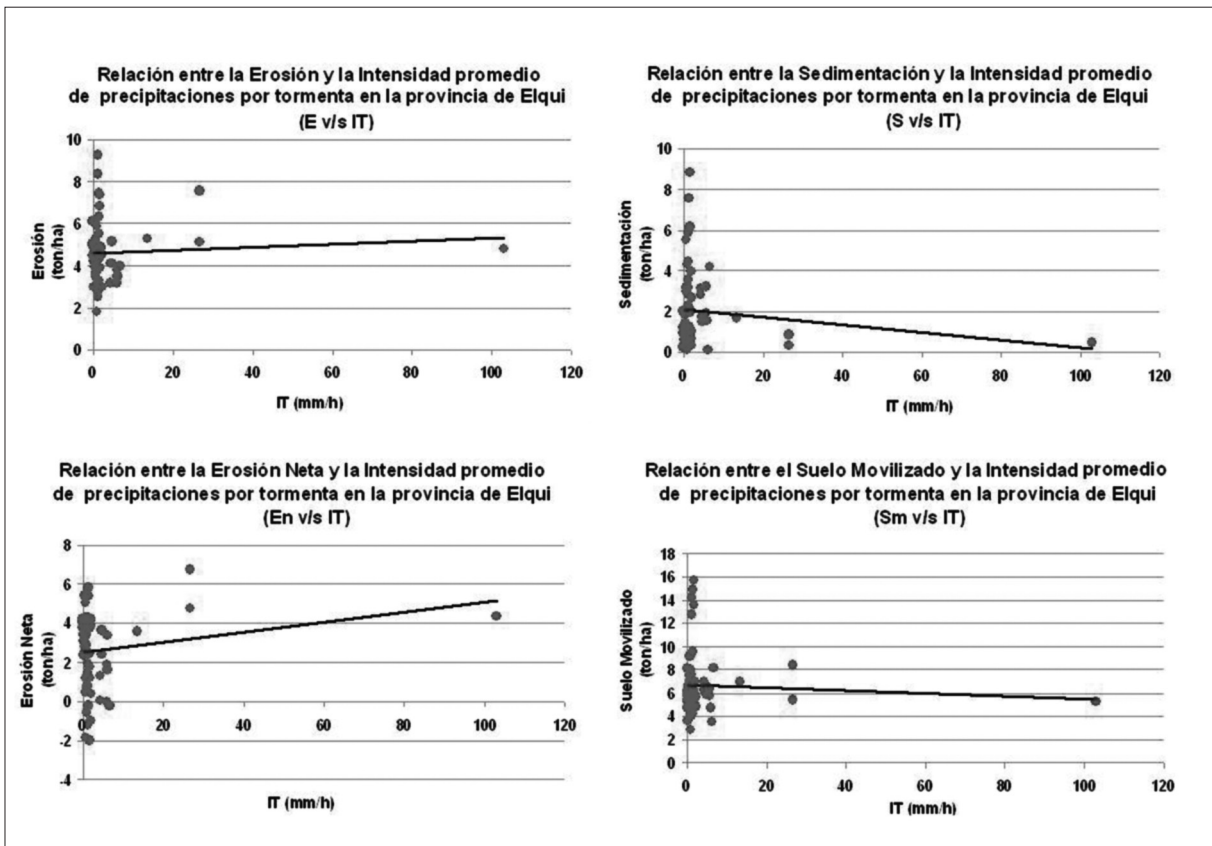 Relación entre la Erosión y la Intensidad promedio
de precipitaciones por tormenta en la provincia de Elqui
(E v/s IT)
10
8
6
4
2
0
Erosión
(ton/ha)
0 20 40 60 80 100 120
IT (mm/h)
Relación entre la Sedimentación y la Intensidad promedio
de precipitaciones por tormenta en la provincia de Elqui
(S v/s IT)
10
8
6
4
2
0
Sedimentación
(ton/ha)
0 20 40 60 80 100 120
IT (mm/h)
Relación entre la Erosión Neta y la Intensidad promedio
de precipitaciones por tormenta en la provincia de Elqui
(En v/s IT)
8
6
4
2
0
-2
-4
Erosión Neta
(ton/ha)
0 20 40 60 80 100 120
IT (mm/h)
Relación entre el Suelo Movilizado y la Intensidad promedio
de precipitaciones por tormenta en la provincia de Elqui
(Sm v/s IT)
18
16
14
12
10
8
6
4
2
0
Suelo Movilizado
(ton/ha)
0 20 40 60 80 100 120
IT (mm/h)